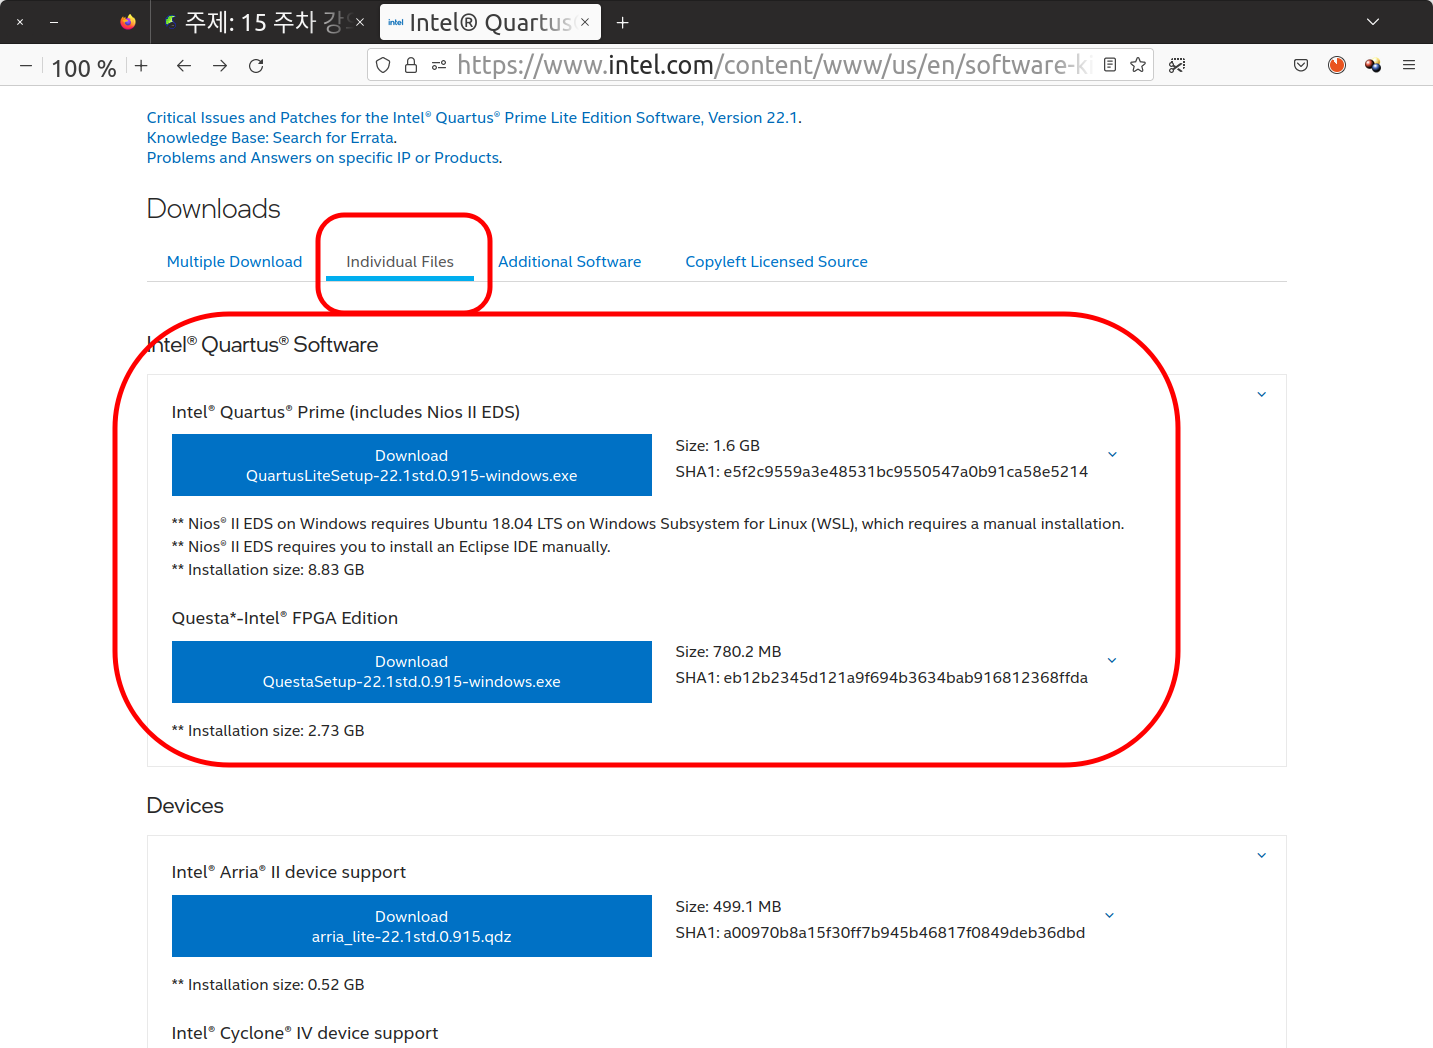 주제: 15 주차 강
intel Intel® Quartus
100 %
https://www.intel.com/content/www/us/en/software-ki
Critical Issues and Patches for the Intel® Quartus® Prime Lite Edition Software, Version 22.1.
Knowledge Base: Search for Errata.
Problems and Answers on specific IP or Products.
Downloads
Multiple Download
Individual Files
Additional Software
Copyleft Licensed Source
Intel® Quartus® Software
Intel® Quartus® Prime (includes Nios II EDS)
Download
QuartusLiteSetup-22.1std.0.915-windows.exe
Size: 1.6 GB
SHA1: e5f2c9559a3e48531bc9550547a0b91ca58e5214
** Nios® II EDS on Windows requires Ubuntu 18.04 LTS on Windows Subsystem for Linux (WSL), which requires a manual installation.
** Nios® II EDS requires you to install an Eclipse IDE manually.
** Installation size: 8.83 GB
Questa*-Intel® FPGA Edition
Download
QuestaSetup-22.1std.0.915-windows.exe
Size: 780.2 MB
SHA1: eb12b2345d121a9f694b3634bab916812368ffda
** Installation size: 2.73 GB
Devices
Intel® Arria® II device support
Download
arria_lite-22.1std.0.915.qdz
Size: 499.1 MB
SHA1: a00970b8a15f30ff7b945b46817f0849deb36dbd
** Installation size: 0.52 GB
Intel® Cyclone® IV device support